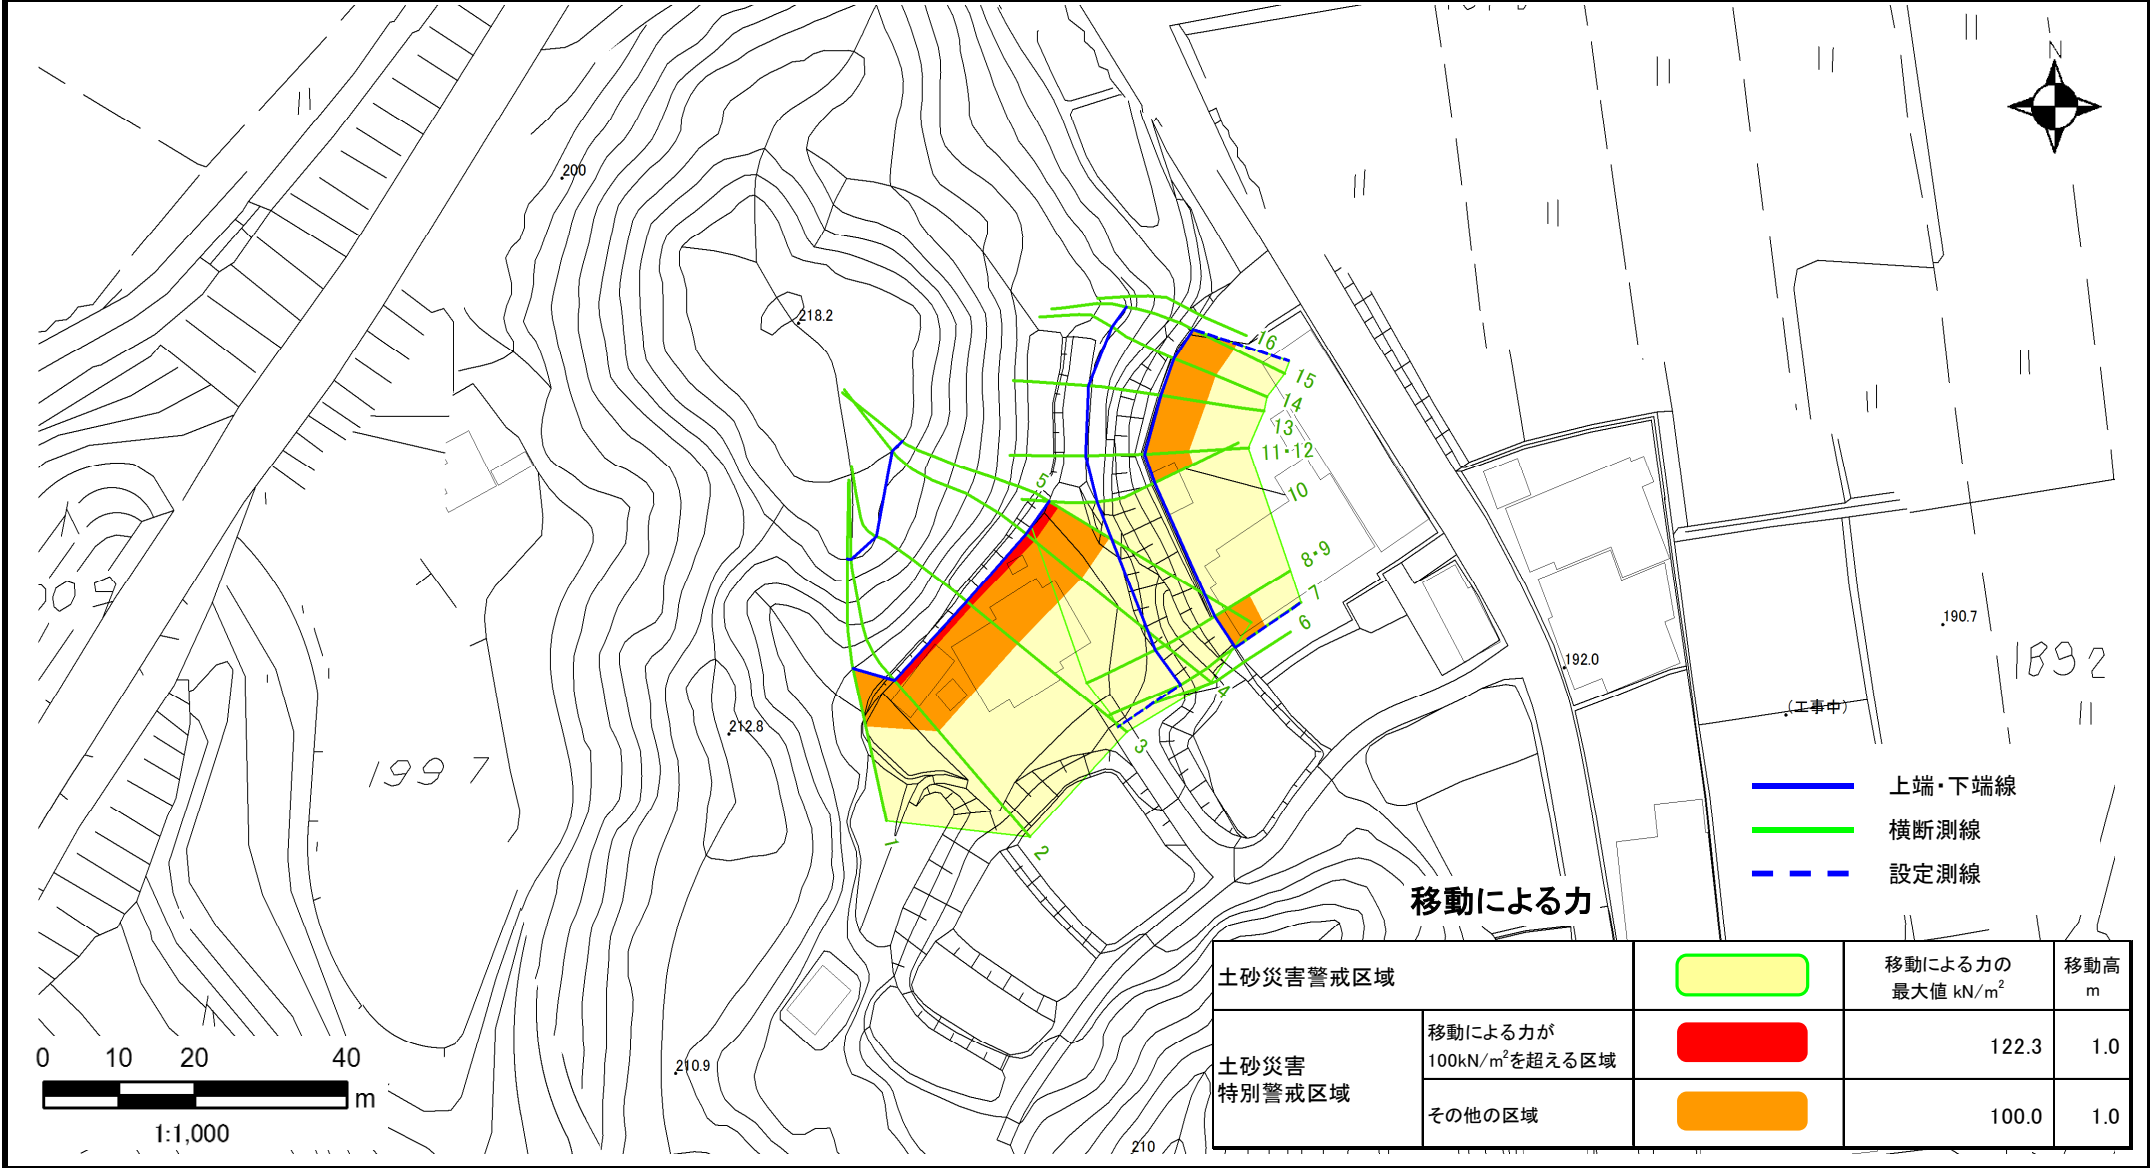 N
200
218.2
16
15
14
13
11・12
10
5
8・9
7
6
4
3
2
1
190.7
192.0
1892
(工事中)
212.8
1997
上端・下端線
横断測線
設定測線
移動による力
土砂災害警戒区域
移動による力の
最大値 kN/m²
移動高
m
土砂災害
特別警戒区域
移動による力が
100kN/m²を超える区域
122.3
1.0
その他の区域
100.0
1.0
0 10 20 40
m
1:1,000
210.9
210